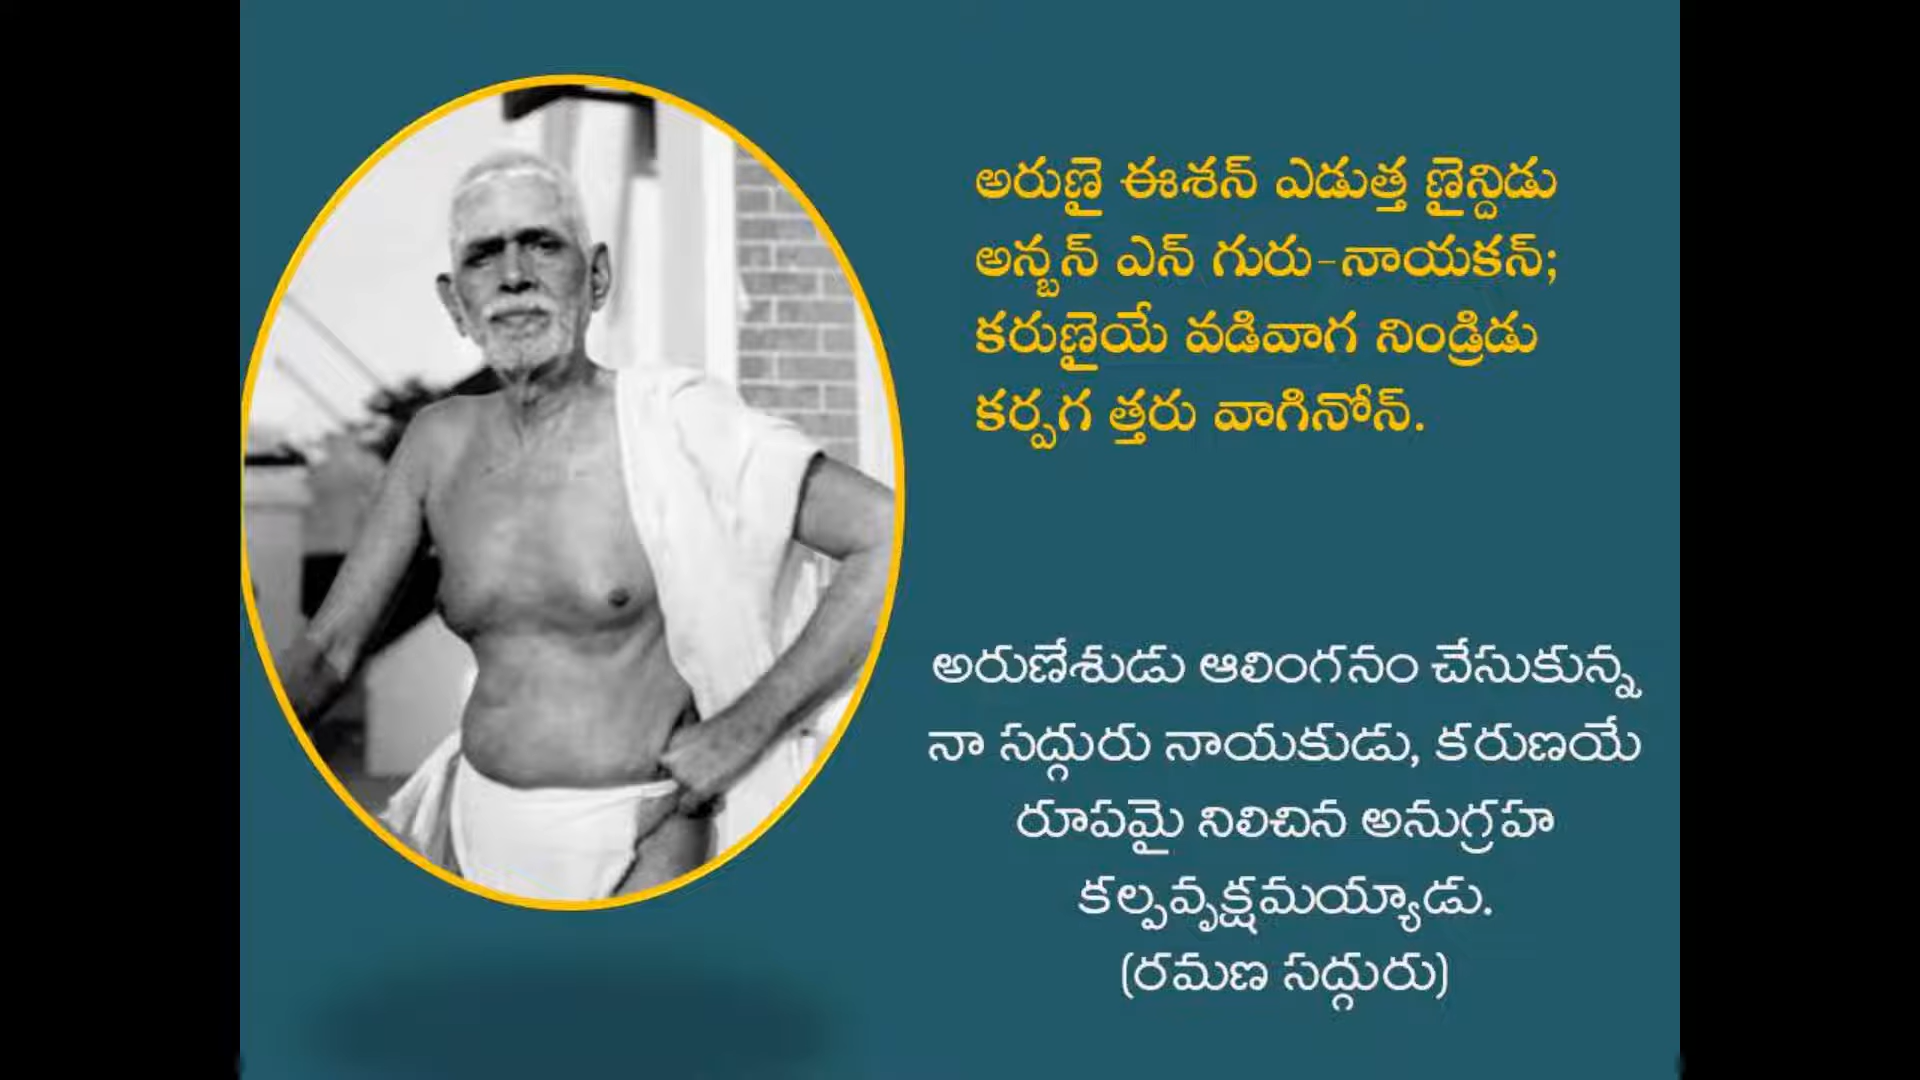 అరుణై ఈశన్ ఎడుత్త ణైన్దిడు
అన్బన్ ఎన్ గురు-నాయకన్;
కరుణైయే వడివాగ నిండ్రిడు
కర్పగ త్తరు వాగినోన్.
అరుణేశుడు ఆలింగనం చేసుకున్న
నా సద్గురు నాయకుడు, కరుణయే
రూపమై నిలిచిన అనుగ్రహ
కల్పవృక్షమయ్యాడు.
(రమణ సద్గురు)